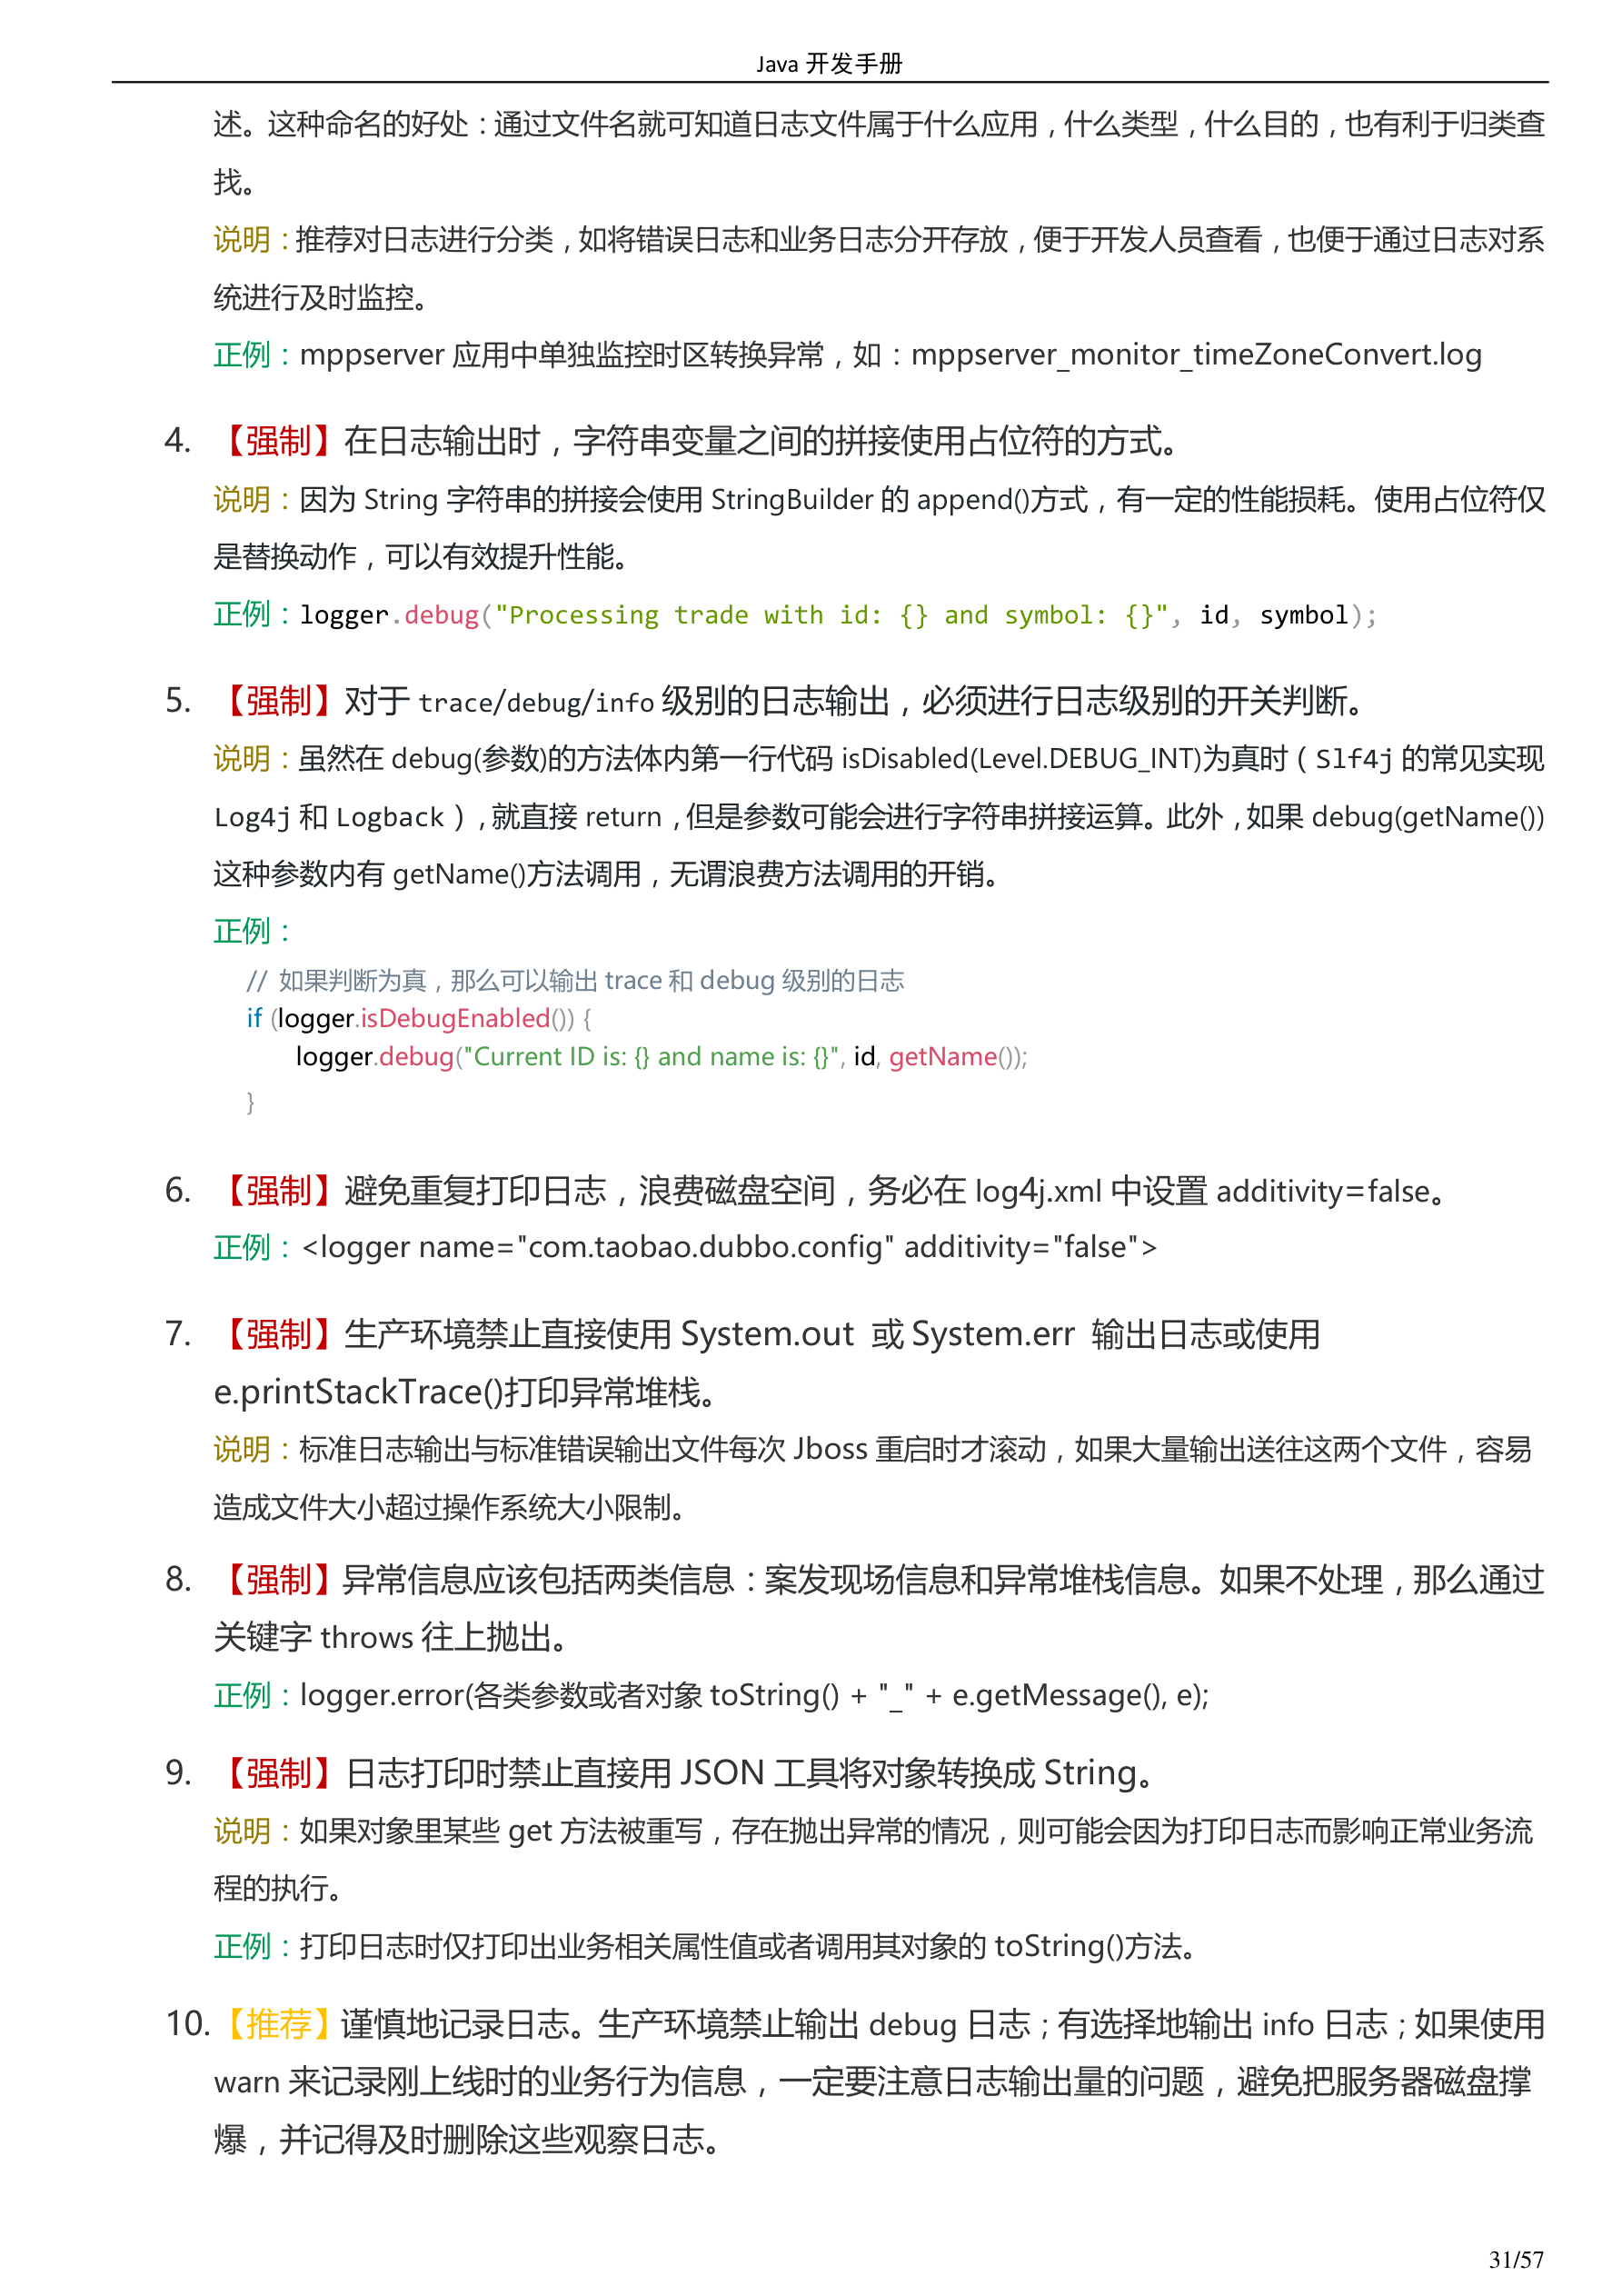 Java 开发手册
述。这种命名的好处：通过文件名就可知道日志文件属于什么应用，什么类型，什么目的，也有利于归类查
找。
说明：推荐对日志进行分类，如将错误日志和业务日志分开存放，便于开发人员查看，也便于通过日志对系
统进行及时监控。
正例：mppserver 应用中单独监控时区转换异常，如：mppserver_monitor_timeZoneConvert.log
4. 【强制】在日志输出时，字符串变量之间的拼接使用占位符的方式。
说明：因为 String 字符串的拼接会使用 StringBuilder 的 append()方式，有一定的性能损耗。使用占位符仅
是替换动作，可以有效提升性能。
正例：logger.debug("Processing trade with id: {} and symbol: {}", id, symbol);
5. 【强制】对于 trace/debug/info 级别的日志输出，必须进行日志级别的开关判断。
说明：虽然在 debug(参数)的方法体内第一行代码 isDisabled(Level.DEBUG_INT)为真时（Slf4j 的常见实现
Log4j 和 Logback），就直接 return，但是参数可能会进行字符串拼接运算。此外，如果 debug(getName())
这种参数内有 getName()方法调用，无谓浪费方法调用的开销。
正例：
// 如果判断为真，那么可以输出 trace 和 debug 级别的日志
if (logger.isDebugEnabled()) {
logger.debug("Current ID is: {} and name is: {}", id, getName());
}
6. 【强制】避免重复打印日志，浪费磁盘空间，务必在 log4j.xml 中设置 additivity=false。
正例：<logger name="com.taobao.dubbo.config" additivity="false">
7. 【强制】生产环境禁止直接使用 System.out 或 System.err 输出日志或使用
e.printStackTrace()打印异常堆栈。
说明：标准日志输出与标准错误输出文件每次 Jboss 重启时才滚动，如果大量输出送往这两个文件，容易
造成文件大小超过操作系统大小限制。
8. 【强制】异常信息应该包括两类信息：案发现场信息和异常堆栈信息。如果不处理，那么通过
关键字 throws 往上抛出。
正例：logger.error(各类参数或者对象 toString() + "_" + e.getMessage(), e);
9. 【强制】日志打印时禁止直接用 JSON 工具将对象转换成 String。
说明：如果对象里某些 get 方法被重写，存在抛出异常的情况，则可能会因为打印日志而影响正常业务流
程的执行。
正例：打印日志时仅打印出业务相关属性值或者调用其对象的 toString()方法。
10. 【推荐】谨慎地记录日志。生产环境禁止输出 debug 日志；有选择地输出 info 日志；如果使用
warn 来记录刚上线时的业务行为信息，一定要注意日志输出量的问题，避免把服务器磁盘撑
爆，并记得及时删除这些观察日志。
31/57